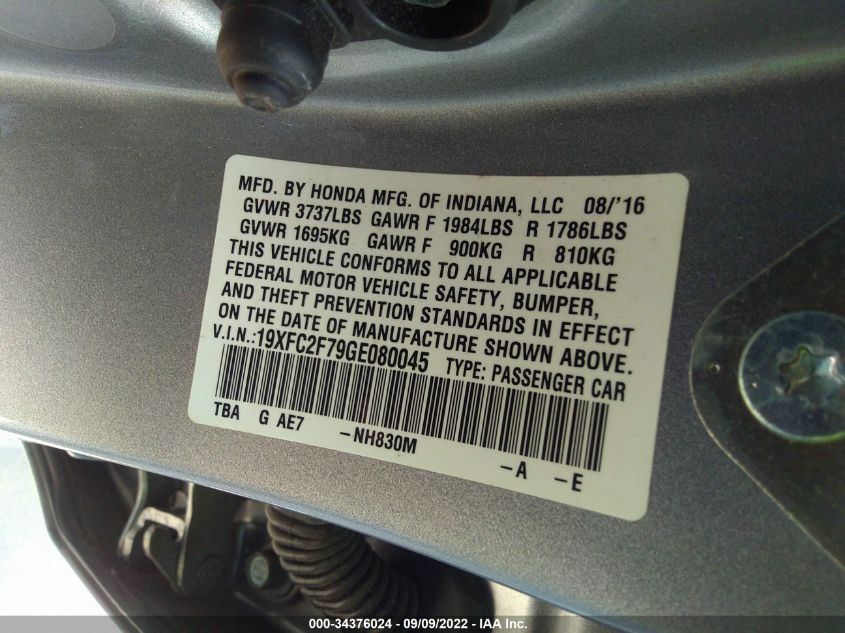 MFD. BY HONDA MFG. OF INDIANA, LLC 08/'16
GVWR 3737LBS GAWR F 1984LBS R 1786LBS
GVWR 1695KG GAWR F 900KG R 810KG
THIS VEHICLE CONFORMS TO ALL APPLICABLE
FEDERAL MOTOR VEHICLE SAFETY, BUMPER,
AND THEFT PREVENTION STANDARDS IN EFFECT
ON THE DATE OF MANUFACTURE SHOWN ABOVE.
V.I.N.:19XFC2F79GE080045 TYPE: PASSENGER CAR
TBA G AE7 -NH830M -A -E
000-34376024 - 09/09/2022 - IAA Inc.